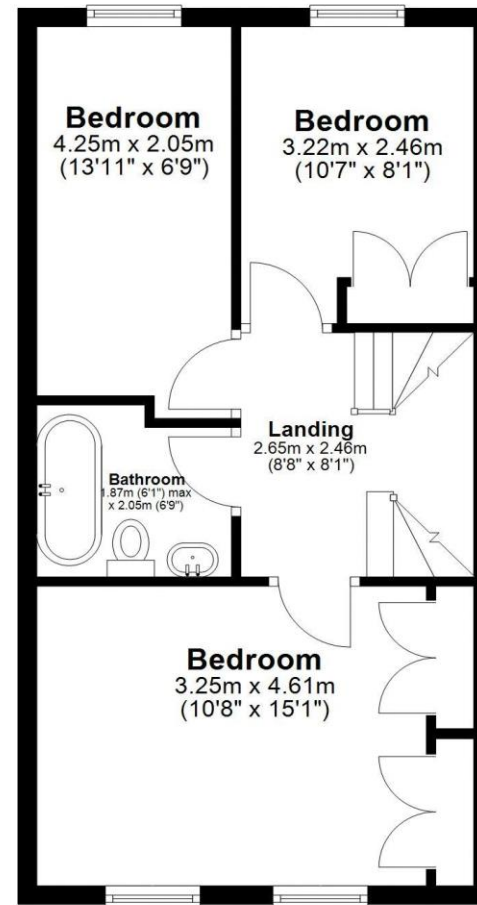 Bedroom
4.25m x 2.05m
(13'11" x 6'9")
Bedroom
3.22m x 2.46m
(10'7" x 8'1")
Landing
2.65m x 2.46m
(8'8" x 8'1")
Bathroom
1.87m (6'1") max
x 2.05m (6'9")
Bedroom
3.25m x 4.61m
(10'8" x 15'1")